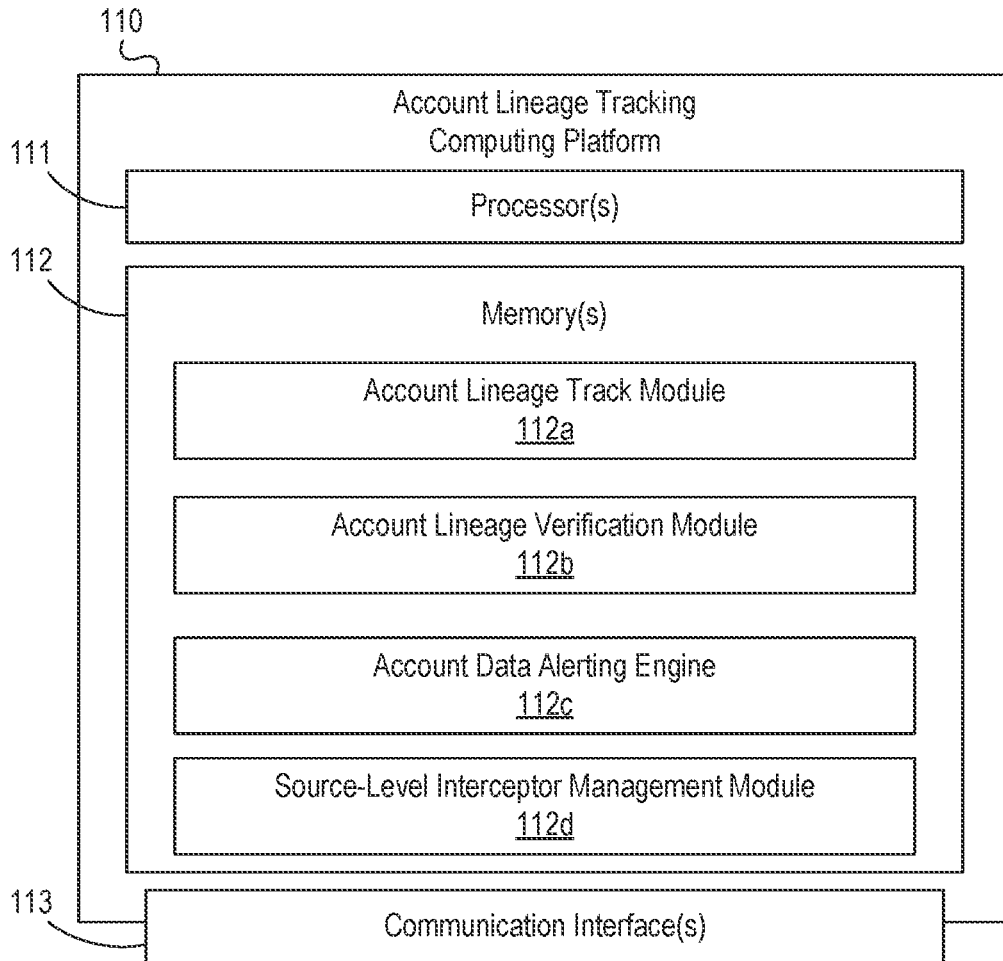 110
Account Lineage Tracking
Computing Platform
111
Processor(s)
112
Memory(s)
Account Lineage Track Module
112a
Account Lineage Verification Module
112b
Account Data Alerting Engine
112c
Source-Level Interceptor Management Module
112d
113
Communication Interface(s)